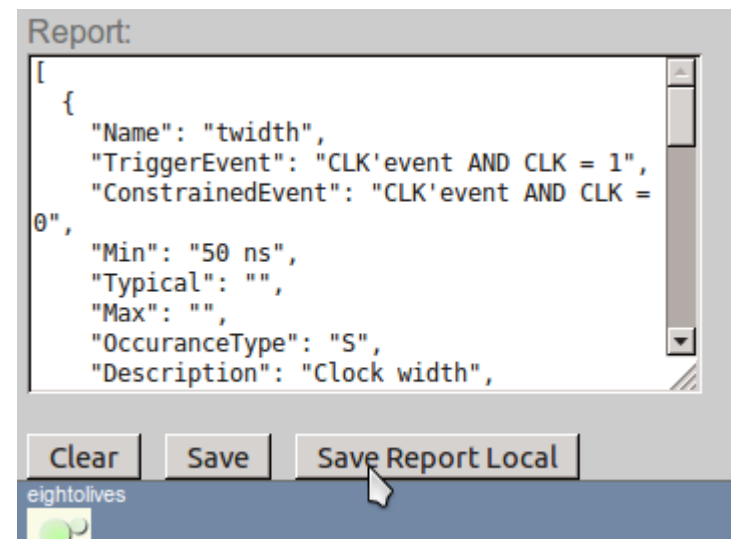 Report:
[
{
"Name": "twidth",
"TriggerEvent": "CLK'event AND CLK = 1",
"ConstrainedEvent": "CLK'event AND CLK =
0",
"Min": "50 ns",
"Typical": "",
"Max": "",
"OccuranceType": "S",
"Description": "Clock width",
Clear Save Save Report Local
eightolives